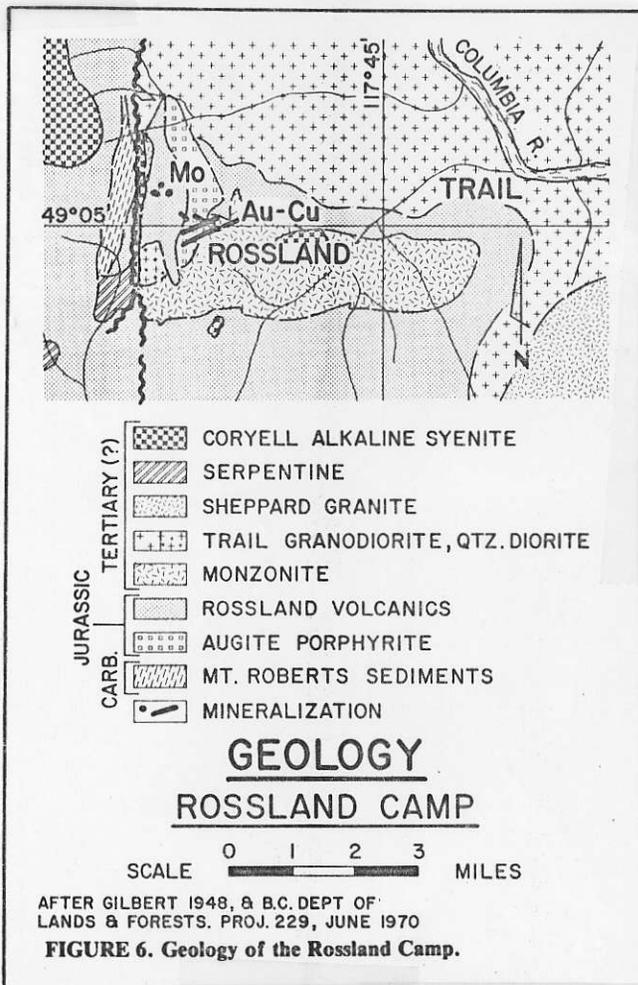 COLUMBIA R.
117°45'
Mo
TRAIL
49°05
Au-Cu
ROSSLAND
N
TERTIARY (?)
CORYELL ALKALINE SYENITE
SERPENTINE
SHEPPARD GRANITE
TRAIL GRANODIORITE, QTZ. DIORITE
MONZONITE
JURASSIC
ROSSLAND VOLCANICS
AUGITE PORPHYRITE
CARB.
MT. ROBERTS SEDIMENTS
MINERALIZATION
GEOLOGY
ROSSLAND CAMP
0 1 2 3
SCALE MILES
AFTER GILBERT 1948, & B.C. DEPT OF
LANDS & FORESTS. PROJ. 229, JUNE 1970
FIGURE 6. Geology of the Rossland Camp.